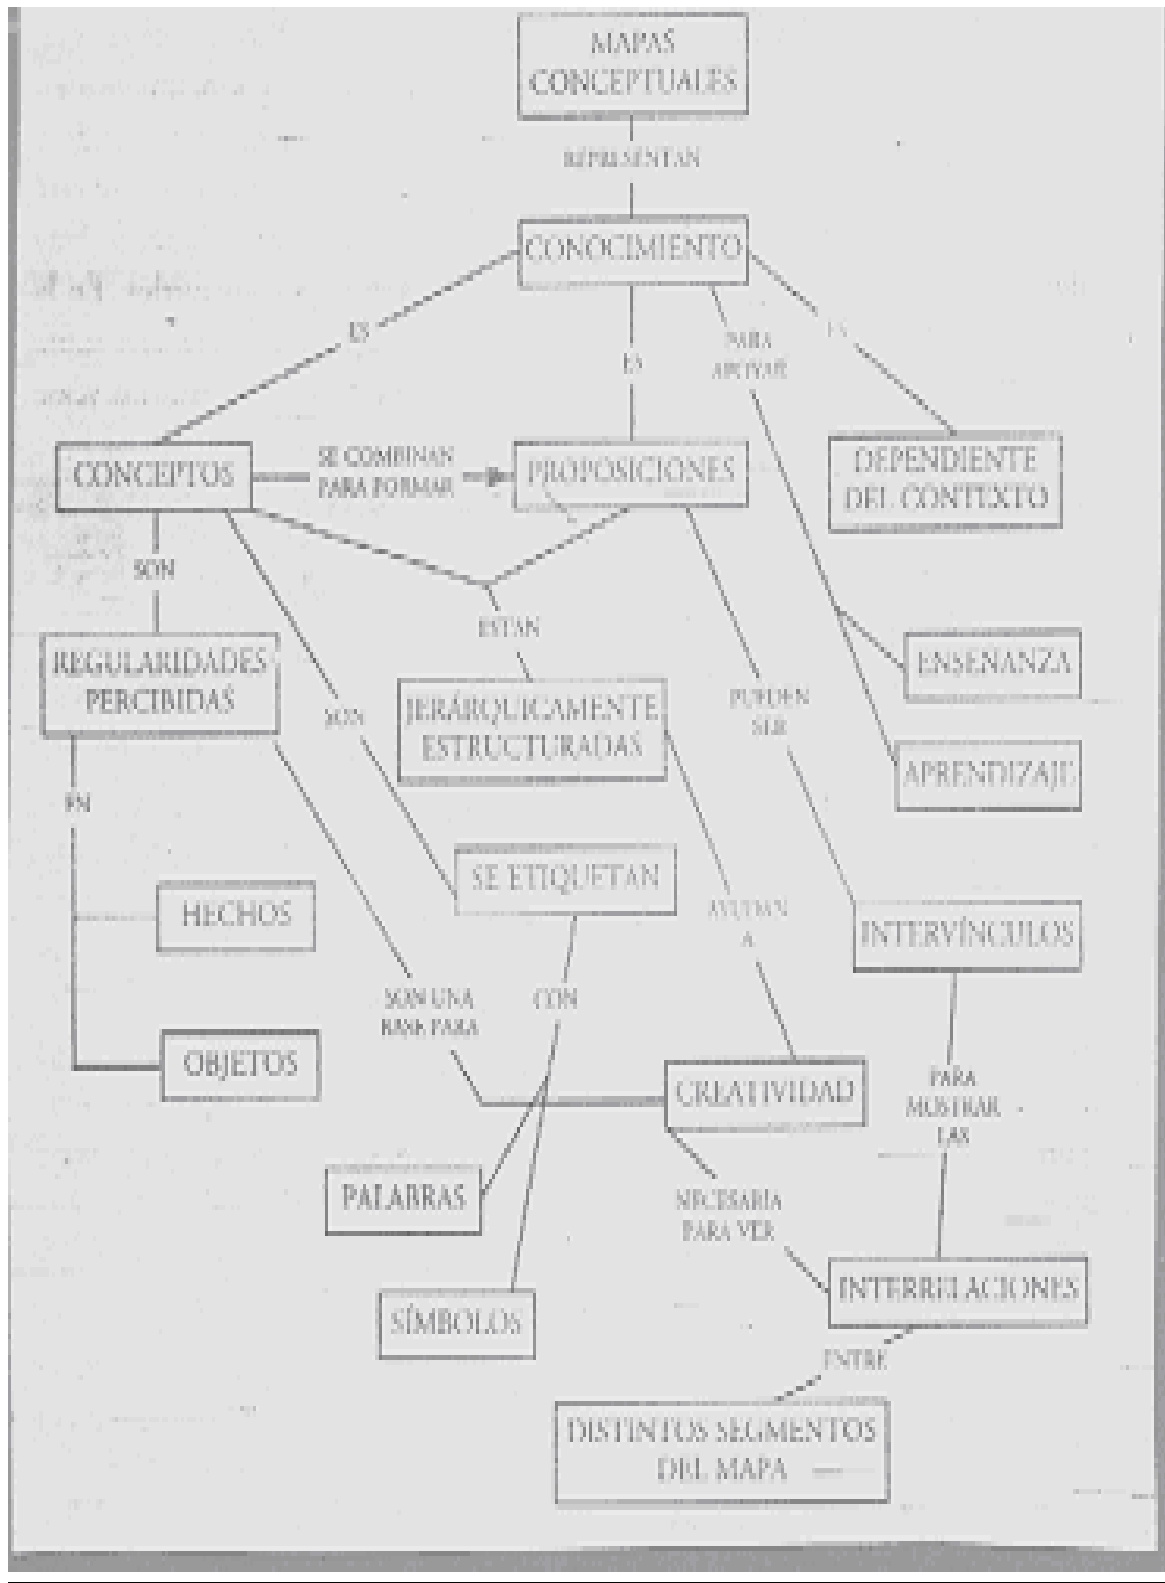 MAPAS
CONCEPTUALES
REPRESENTAN
CONOCIMIENTO
ES
ES
PARA
APOYAR
ES
CONCEPTOS
SE COMBINAN
PARA FORMAR
PROPOSICIONES
DEPENDIENTE
DEL CONTEXTO
SON
ESTAN
REGULARIDADES
PERCIBIDAS
SON
JERÁRQUICAMENTE
ESTRUCTURADAS
PUEDEN
SER
ENSEÑANZA
APRENDIZAJE
EN
SE ETIQUETAN
HECHOS
AYUDAN
A
INTERVÍNCULOS
SON UNA
BASE PARA
CON
OBJETOS
CREATIVIDAD
PARA
MOSTRAR
LAS
PALABRAS
NECESARIA
PARA VER
SÍMBOLOS
INTERRELACIONES
ENTRE
DISTINTOS SEGMENTOS
DEL MAPA